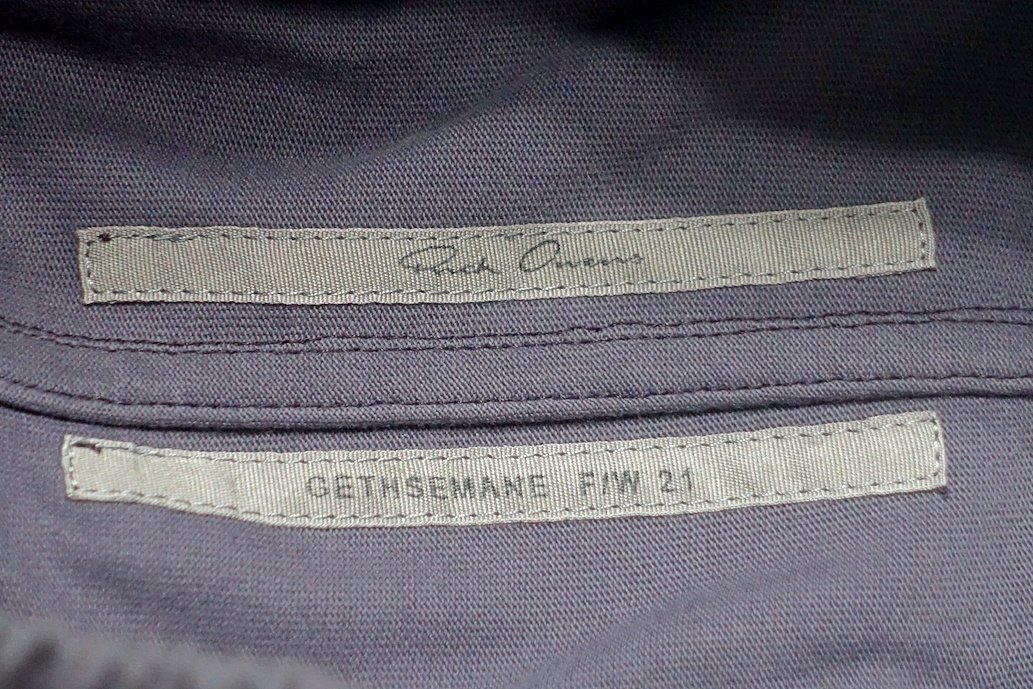 Rick Owens
GETHSEMANE F/W 21